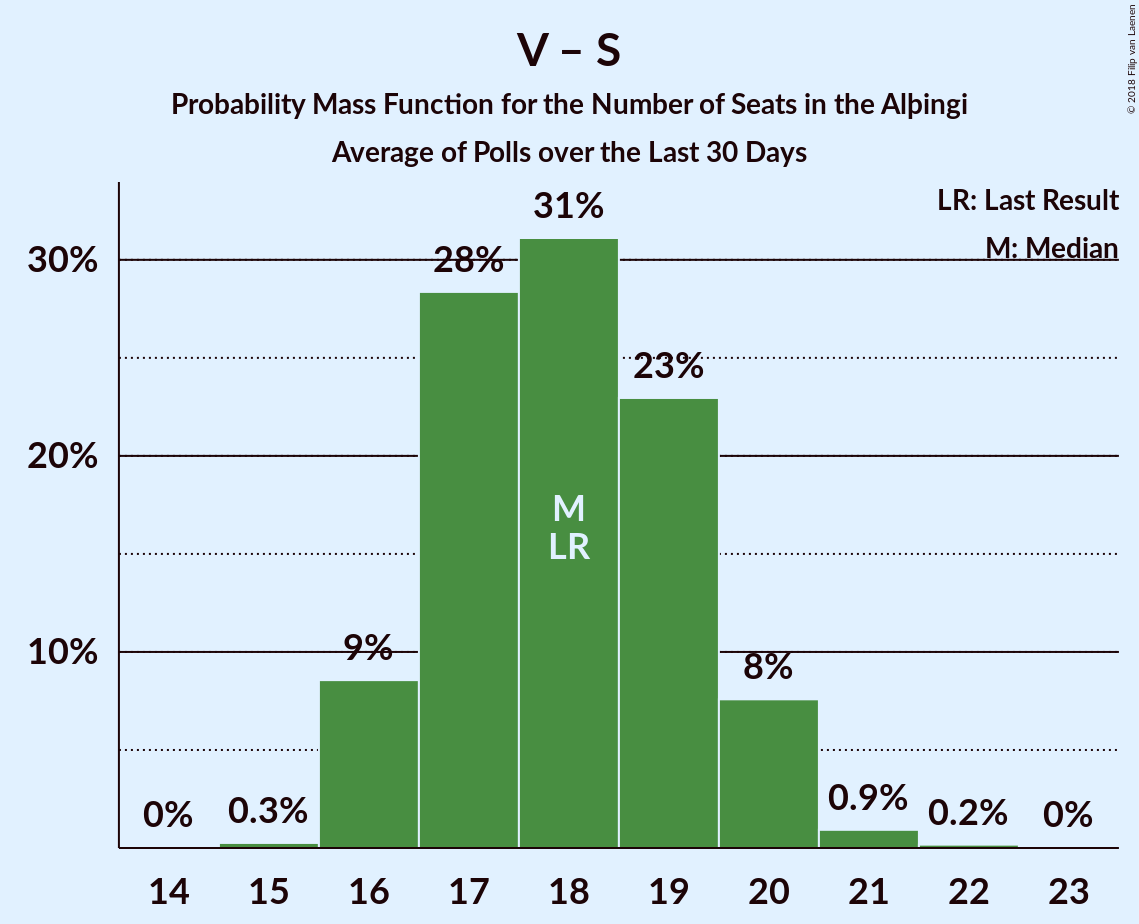 V – S
Probability Mass Function for the Number of Seats in the Alþingi
Average of Polls over the Last 30 Days
© 2018 Filip van Laenen
LR: Last Result
M: Median
30%
20%
10%
0%
0.3%
9%
28%
31%
23%
8%
0.9%
0.2%
0%
M
LR
14 15 16 17 18 19 20 21 22 23